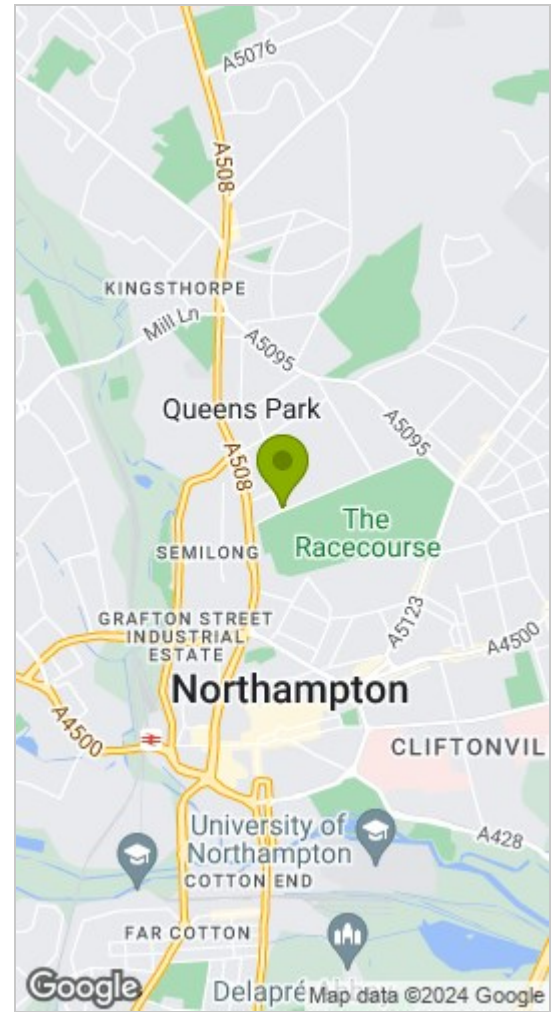 A5076
A508
KINGSTHORPE
Mill Ln
A5095
Queens Park
A5095
A508
The
Racecourse
SEMILONG
GRAFTON STREET
INDUSTRIAL
ESTATE
A5123
A4500
Northampton
A4500
CLIFTONVIL
University of
Northampton
A428
COTTON END
FAR COTTON
Google
Delapré
Map data ©2024 Google